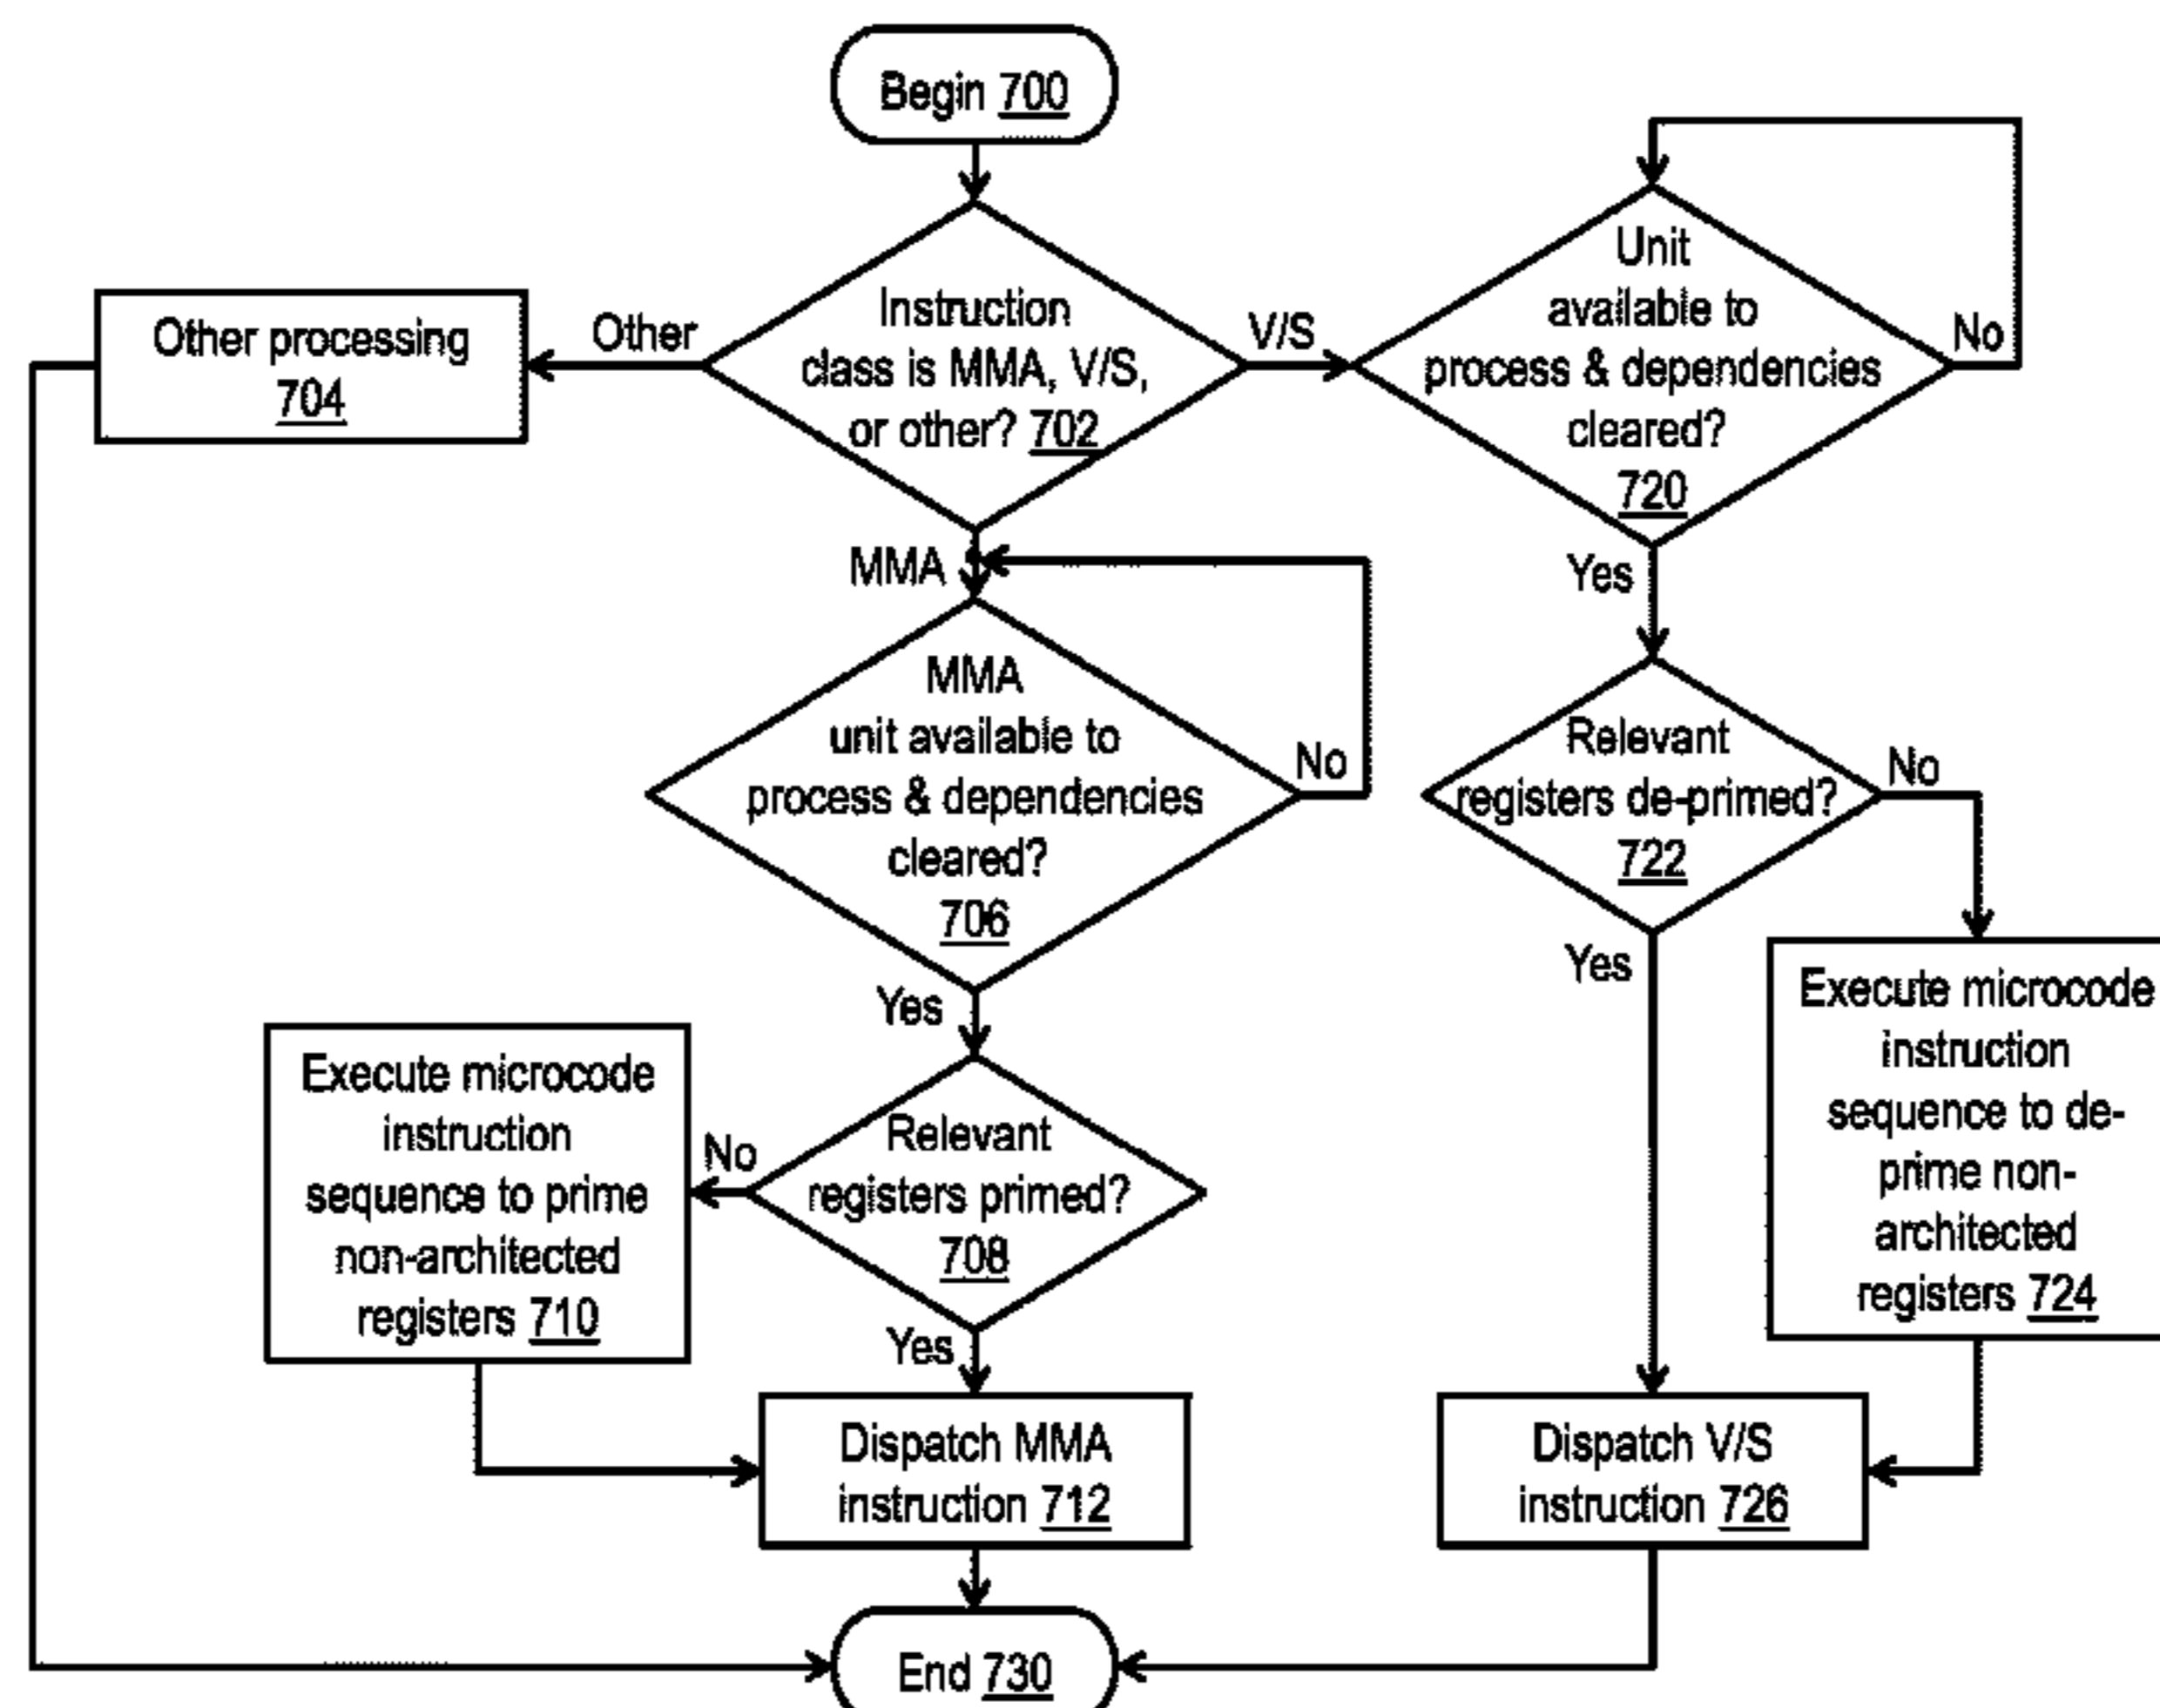 Begin 700
Instruction
class is MMA, V/S,
or other? 702
Other
Other processing
704
V/S
Unit
available to
process & dependencies
cleared?
720
No
Yes
MMA
MMA
unit available to
process & dependencies
cleared?
706
No
Yes
Relevant
registers de-primed?
722
No
Yes
Execute microcode
instruction
sequence to de-
prime non-
architected
registers 724
Relevant
registers primed?
708
No
Yes
Execute microcode
instruction
sequence to prime
non-architected
registers 710
Dispatch MMA
instruction 712
Dispatch V/S
instruction 726
End 730